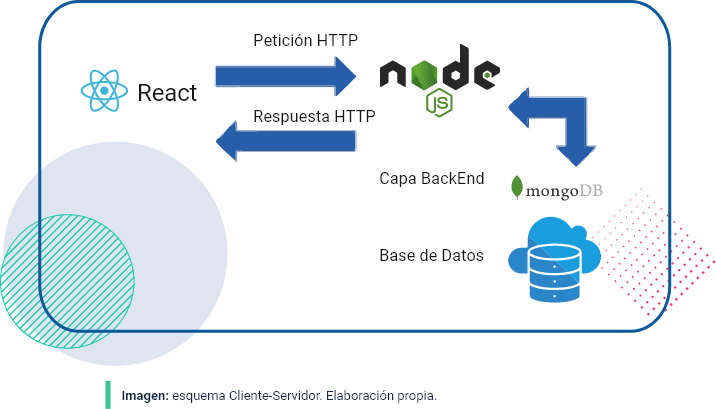 Petición HTTP
node
JS
React
Respuesta HTTP
Capa BackEnd
mongoDB
Base de Datos
Imagen: esquema Cliente-Servidor. Elaboración propia.